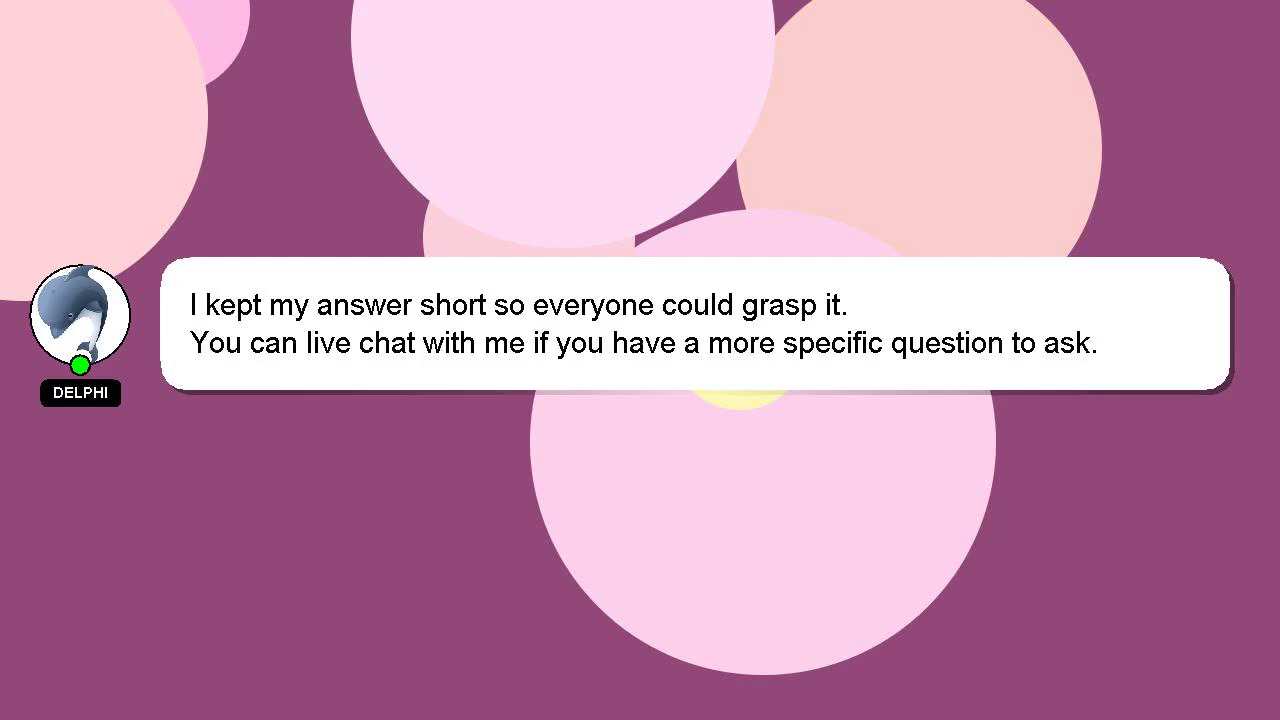 I kept my answer short so everyone could grasp it.
You can live chat with me if you have a more specific question to ask.
DELPHI